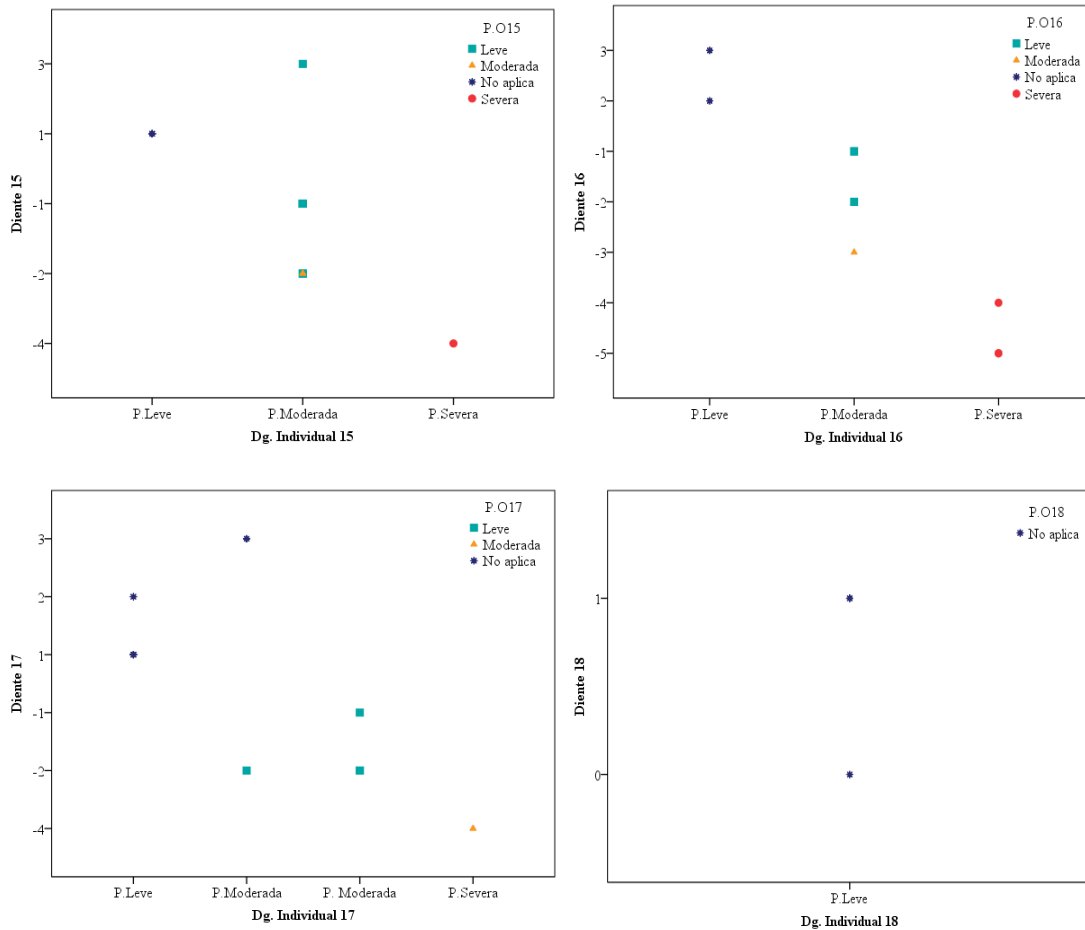 P.O15
Leve
Moderada
No aplica
Severa
3
1
-1
-2
-4
Diente 15
P.Leve P.Moderada P.Severa
Dg. Individual 15
P.O16
Leve
Moderada
No aplica
Severa
3
2
-1
-2
-3
-4
-5
Diente 16
P.Leve P.Moderada P.Severa
Dg. Individual 16
P.O17
Leve
Moderada
No aplica
3
2
1
-1
-2
-4
Diente 17
P.Leve P.Moderada P. Moderada P.Severa
Dg. Individual 17
P.O18
No aplica
1
0
Diente 18
P.Leve
Dg. Individual 18